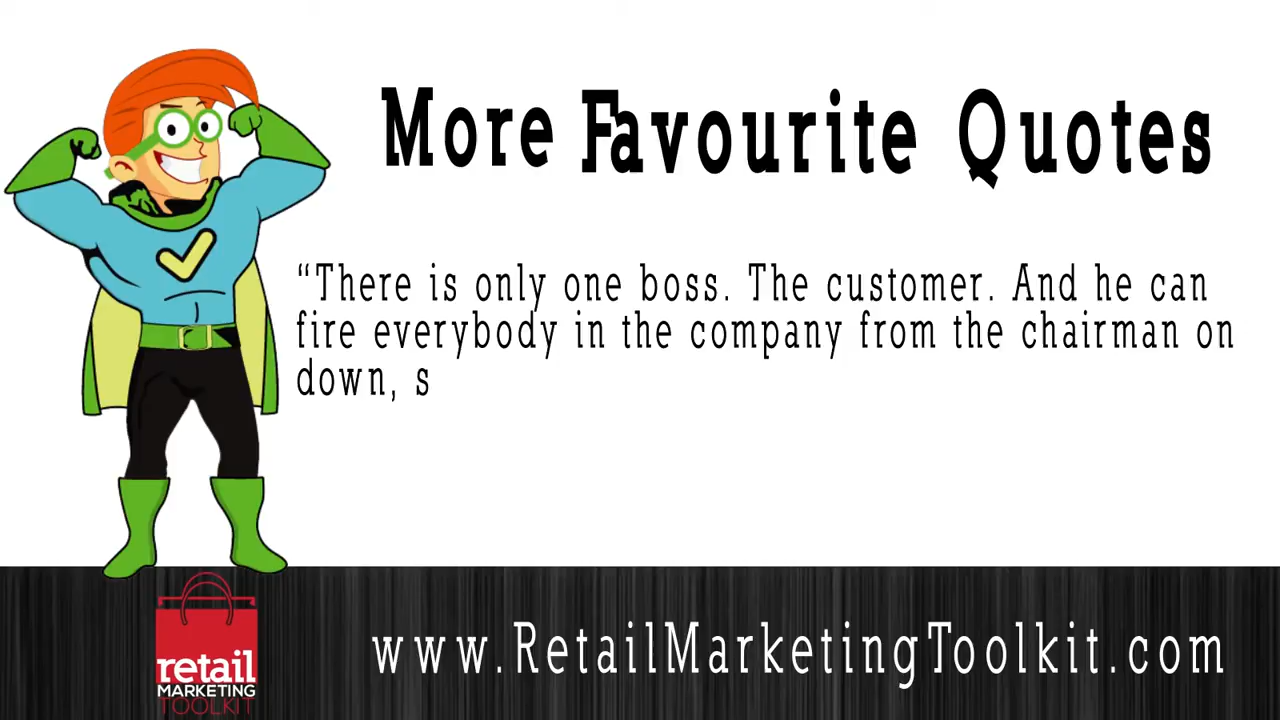 More Favourite Quotes
“There is only one boss. The customer. And he can
fire everybody in the company from the chairman on
down, s
retail
MARKETING
TOOLKIT
www.RetailMarketingToolkit.com